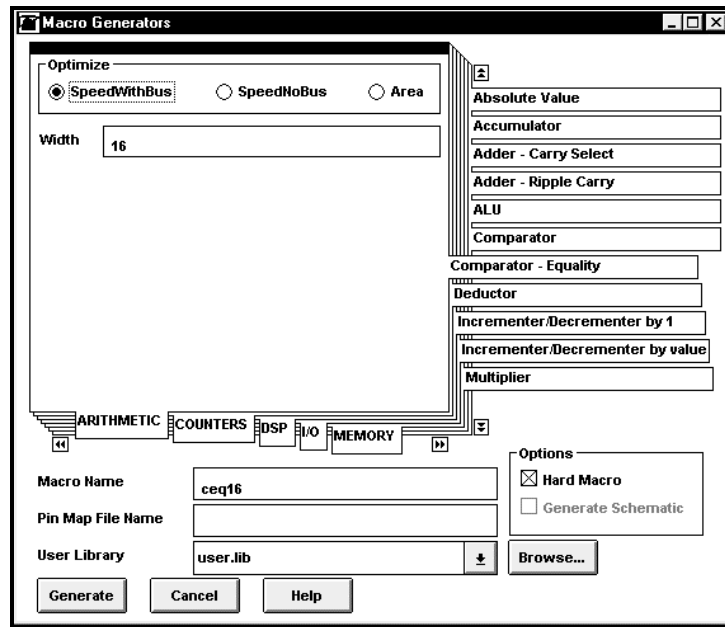 Macro Generators
Optimize
SpeedWithBus SpeedNoBus Area
Width 16
Absolute Value
Accumulator
Adder - Carry Select
Adder - Ripple Carry
ALU
Comparator
Comparator - Equality
Deductor
Incrementer/Decrementer by 1
Incrementer/Decrementer by value
Multiplier
ARITHMETIC COUNTERS DSP I/O MEMORY
Macro Name ceq16
Pin Map File Name
User Library user.lib Browse...
Options
Hard Macro
Generate Schematic
Generate Cancel Help